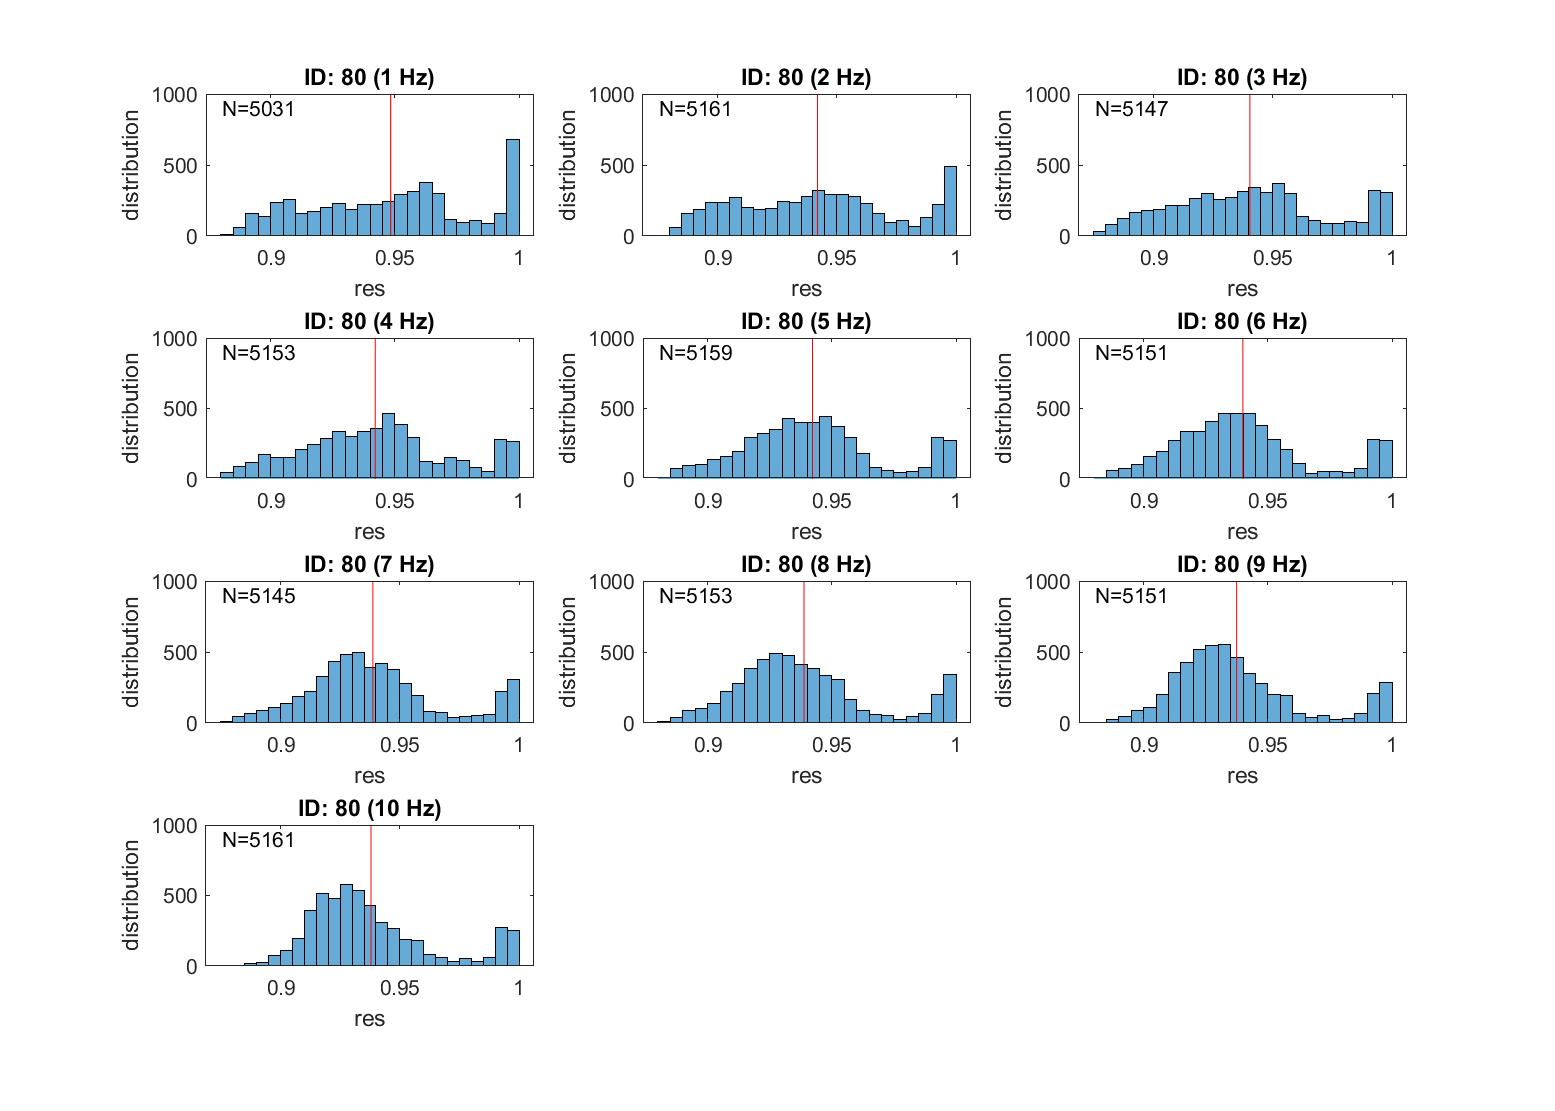 ID: 80 (1 Hz)
N=5031
distribution
1000
500
0
0.9 0.95 1
res
ID: 80 (2 Hz)
N=5161
distribution
1000
500
0
0.9 0.95 1
res
ID: 80 (3 Hz)
N=5147
distribution
1000
500
0
0.9 0.95 1
res
ID: 80 (4 Hz)
N=5153
distribution
1000
500
0
0.9 0.95 1
res
ID: 80 (5 Hz)
N=5159
distribution
1000
500
0
0.9 0.95 1
res
ID: 80 (6 Hz)
N=5151
distribution
1000
500
0
0.9 0.95 1
res
ID: 80 (7 Hz)
N=5145
distribution
1000
500
0
0.9 0.95 1
res
ID: 80 (8 Hz)
N=5153
distribution
1000
500
0
0.9 0.95 1
res
ID: 80 (9 Hz)
N=5151
distribution
1000
500
0
0.9 0.95 1
res
ID: 80 (10 Hz)
N=5161
distribution
1000
500
0
0.9 0.95 1
res